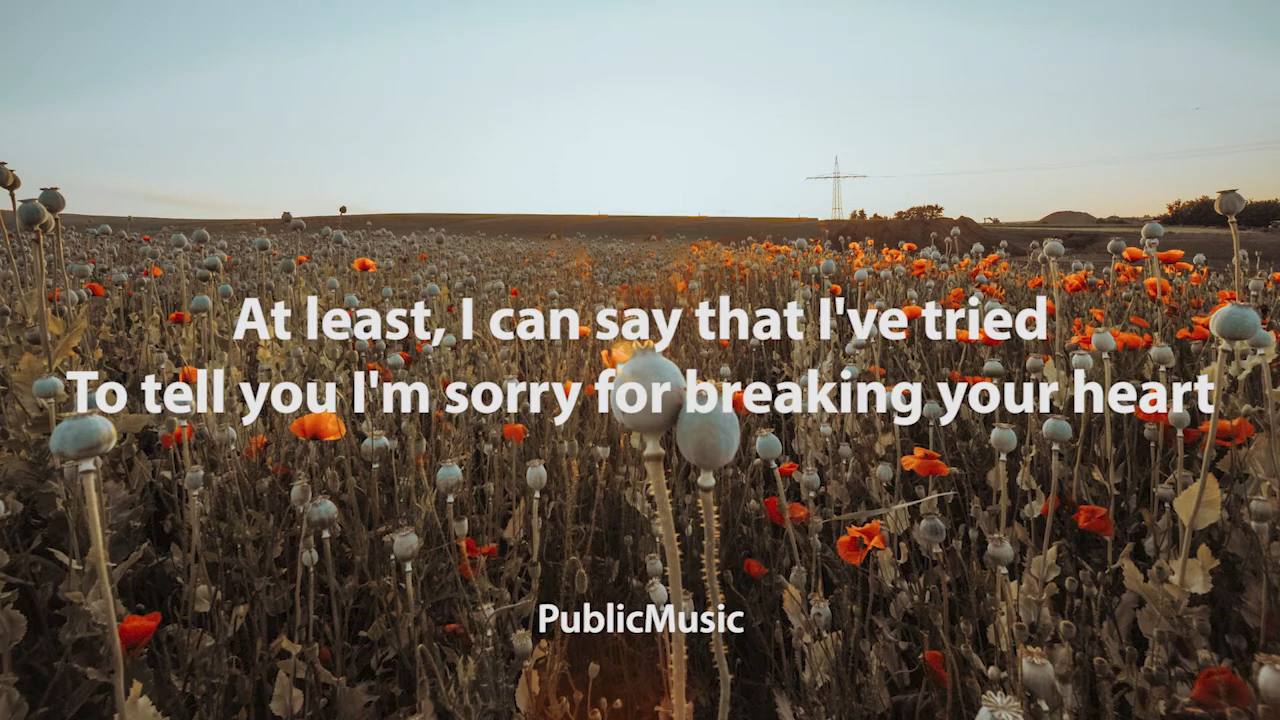 At least, I can say that I've tried
To tell you I'm sorry for breaking your heart
PublicMusic